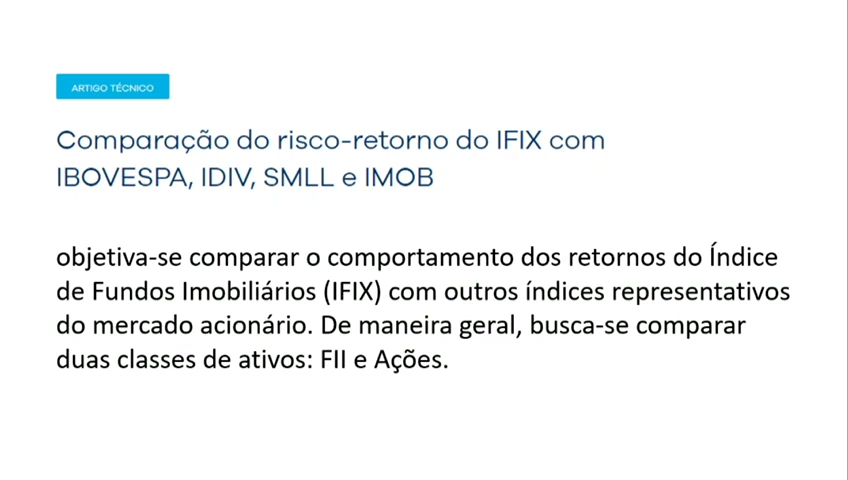 ARTIGO TÉCNICO
Comparação do risco-retorno do IFIX com
IBOVESPA, IDIV, SMLL e IMOB
objetiva-se comparar o comportamento dos retornos do Índice
de Fundos Imobiliários (IFIX) com outros índices representativos
do mercado acionário. De maneira geral, busca-se comparar
duas classes de ativos: FII e Ações.